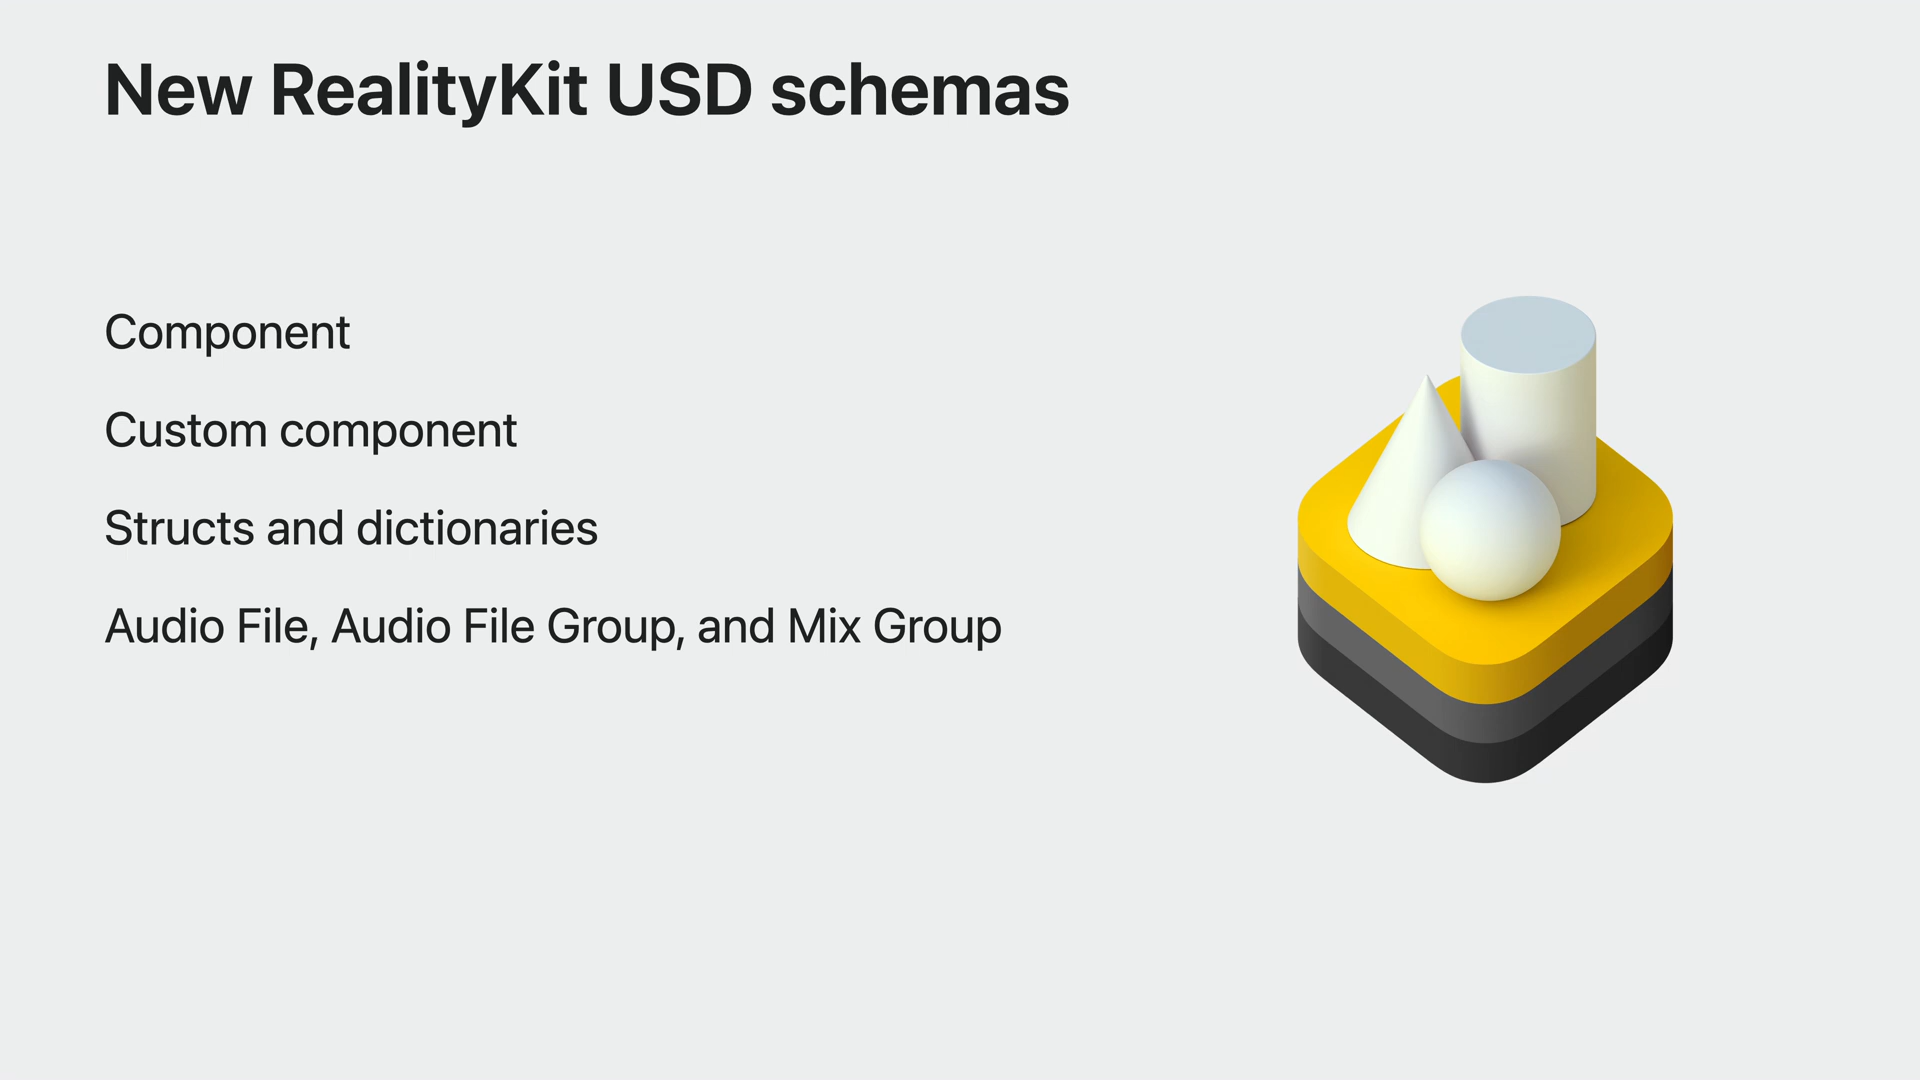 New RealityKit USD schemas
Component
Custom component
Structs and dictionaries
Audio File, Audio File Group, and Mix Group